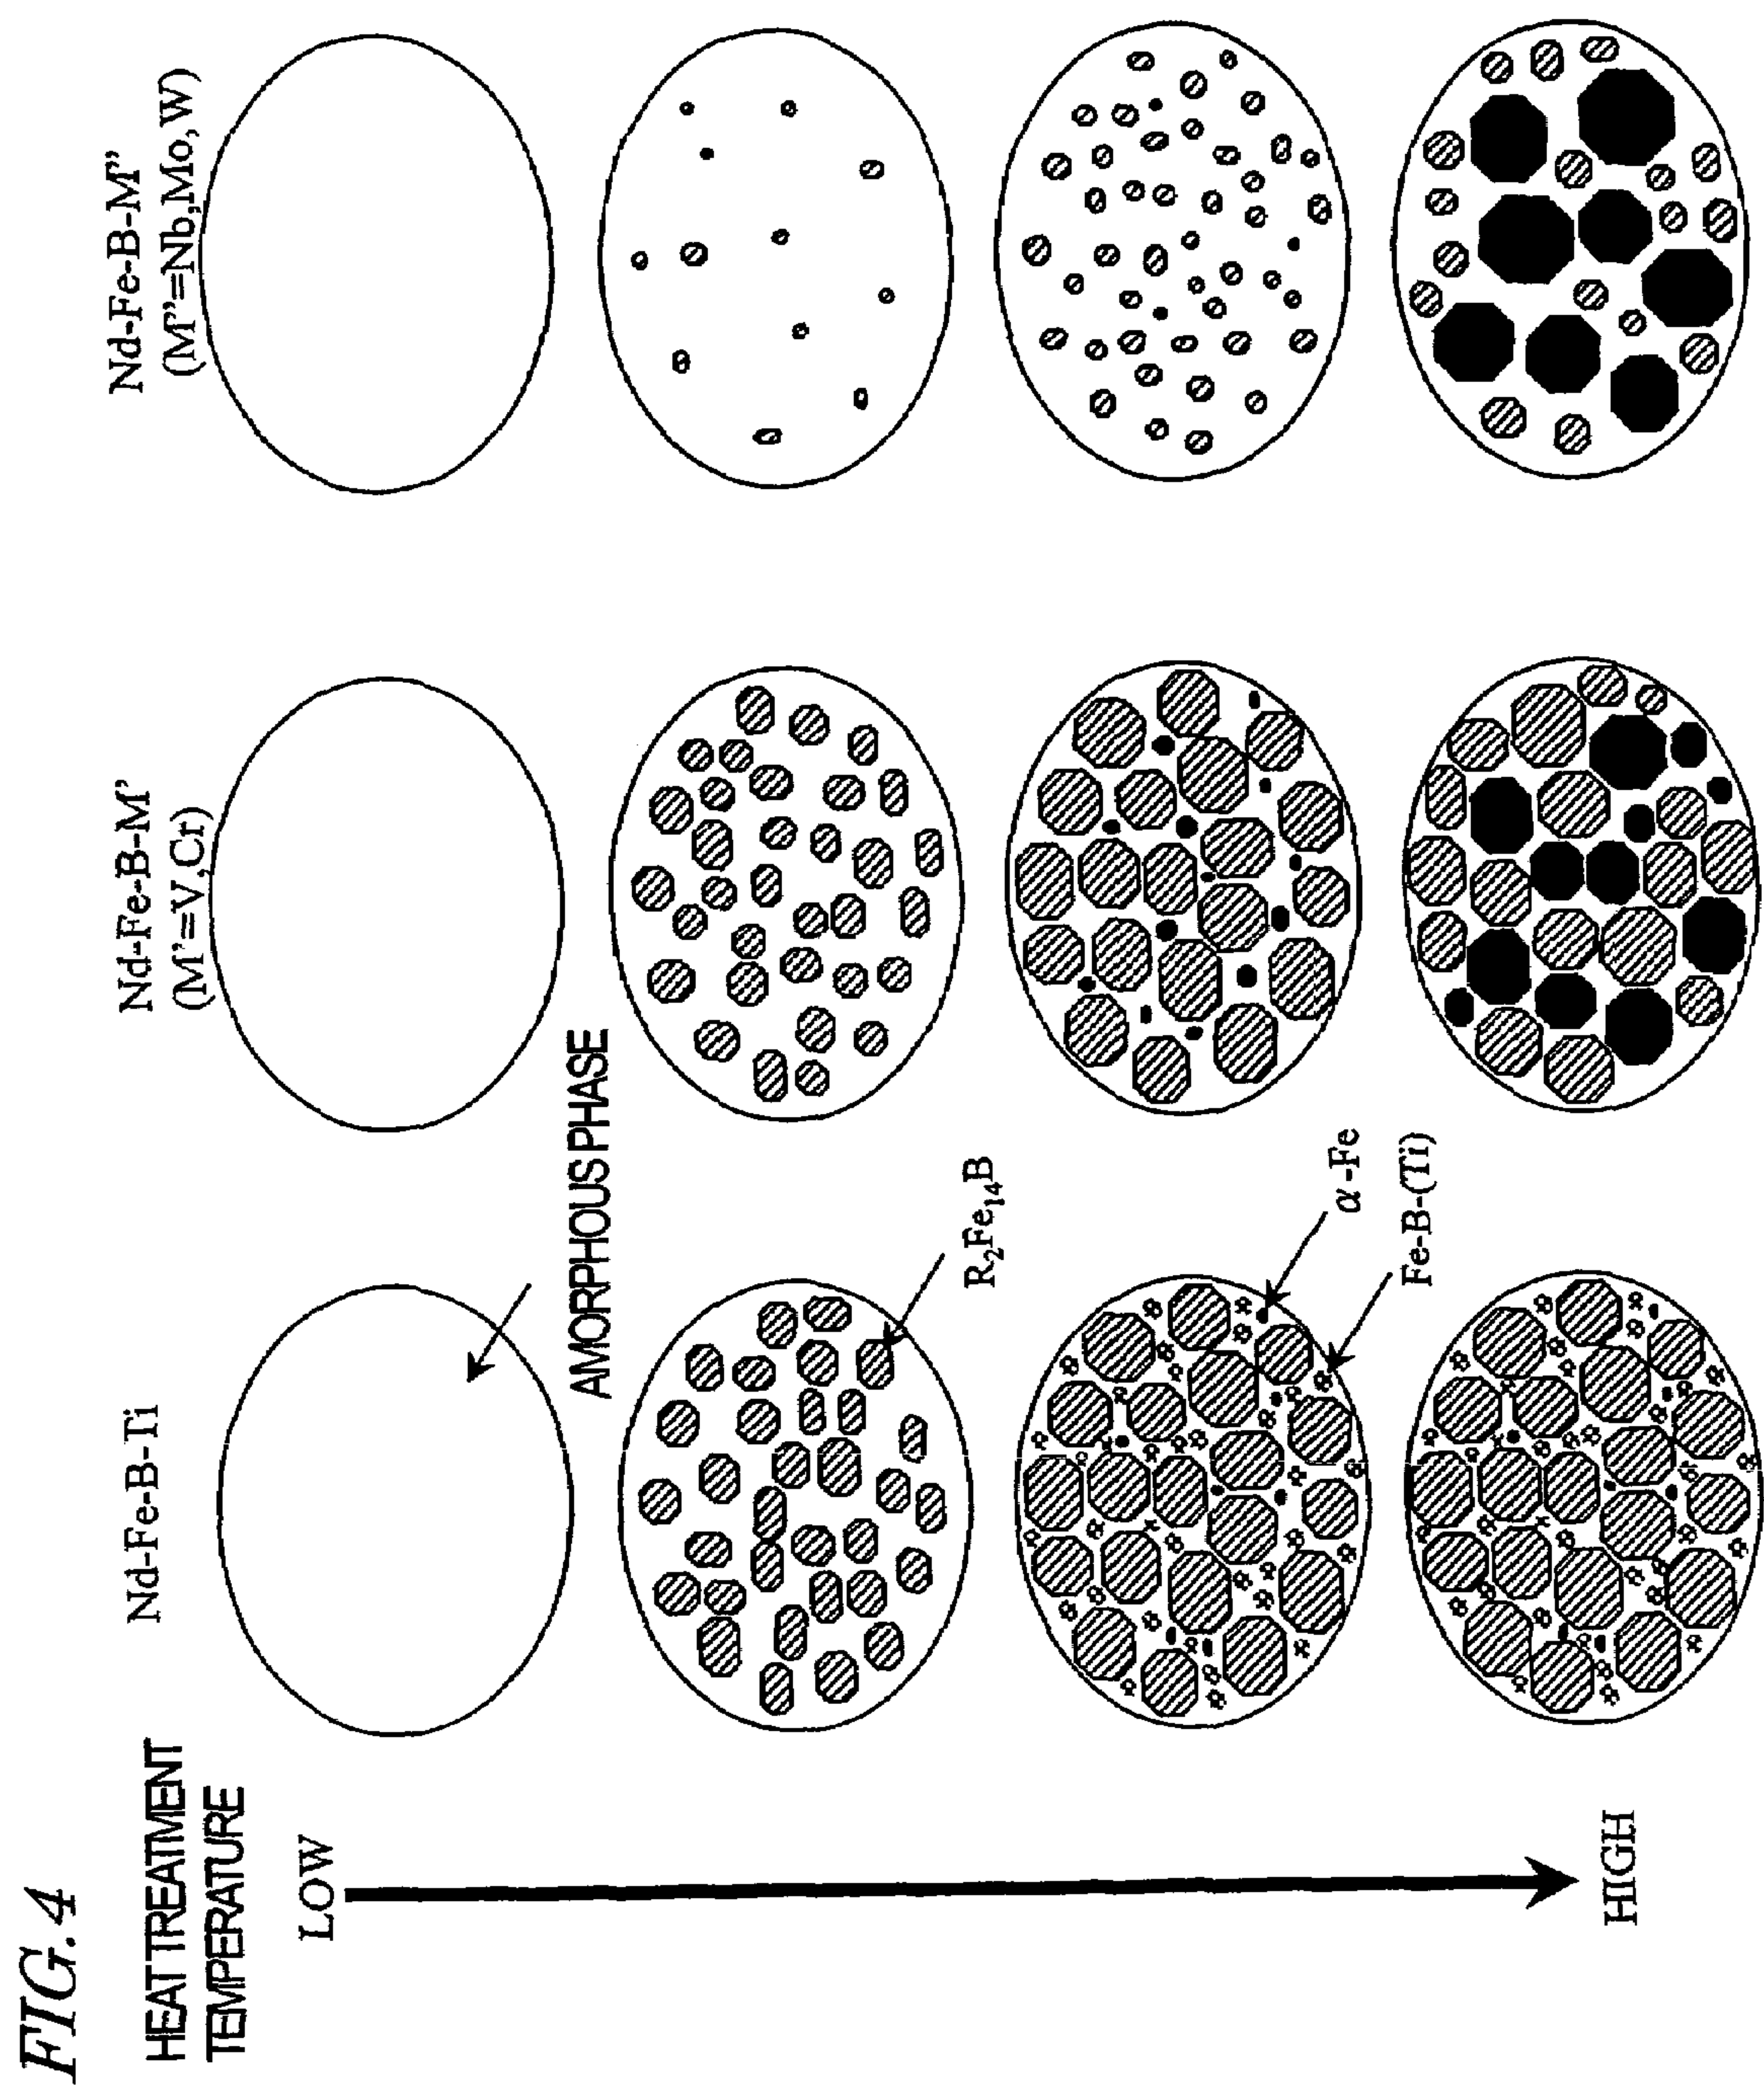 FIG. 4
HEAT TREATMENT
TEMPERATURE
LOW
HIGH
Nd-Fe-B-Ti
Nd-Fe-B-M'
(M'=V,Cr)
Nd-Fe-B-M"
(M"=Nb,Mo,W)
AMORPHOUS PHASE
R₂Fe₁₄B
α-Fe
Fe-B-(Ti)